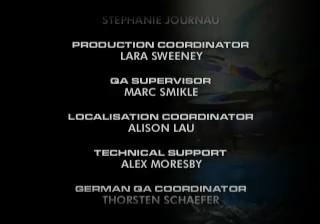 STEPHANIE JOURNAU
PRODUCTION COORDINATOR
LARA SWEENEY
QA SUPERVISOR
MARC SMIKLE
LOCALISATION COORDINATOR
ALISON LAU
TECHNICAL SUPPORT
ALEX MORESBY
GERMAN QA COORDINATOR
THORSTEN SCHAEFER